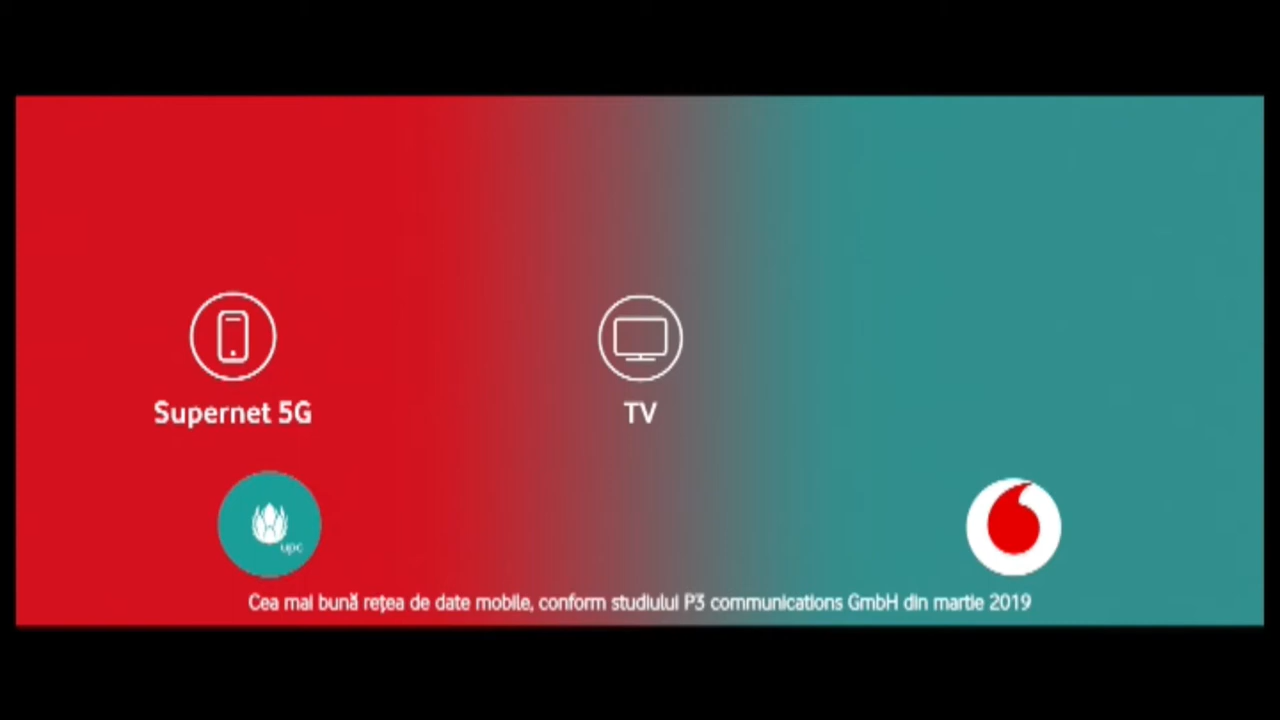 Supernet 5G
TV
upc
Cea mai bună rețea de date mobile, conform studiului P3 communications GmbH din martie 2019